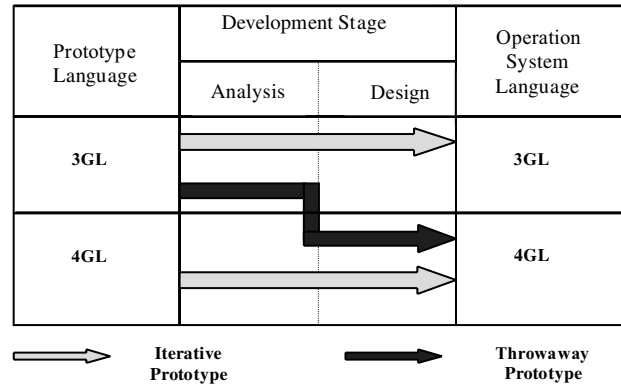 Prototype
Language
Development Stage
Analysis
Design
Operation
System
Language
3GL
3GL
4GL
4GL
Iterative
Prototype
Throwaway
Prototype